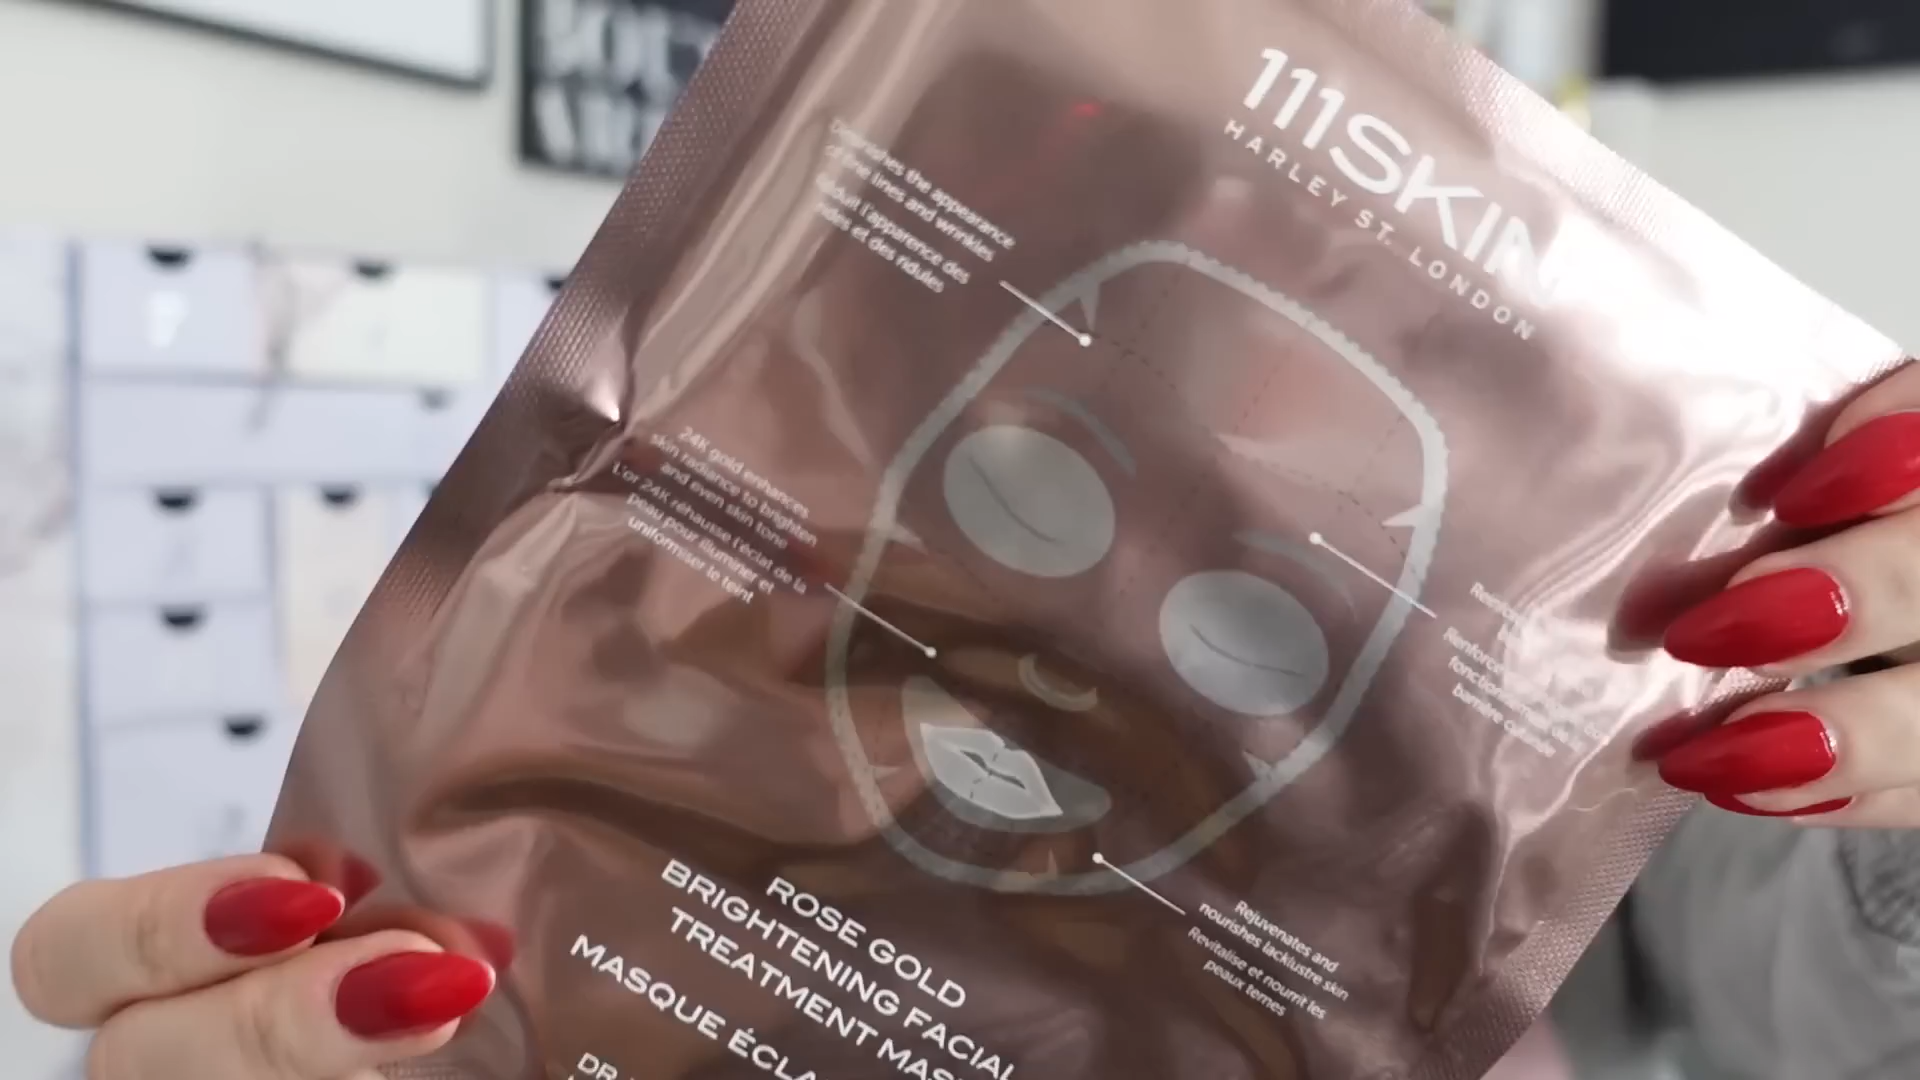 111SKIN
HARLEY ST. LONDON
Diminishes the appearance
of fine lines and wrinkles
Réduit l'apparence des
rides et des ridules
24K gold enhances
skin radiance to brighten
and even skin tone
L'or 24K réhausse l'éclat de la
peau pour illuminer et
uniformiser le teint
barrière cutanée
Rejuvenates and
nourishes lacklustre skin
Revitalise et nourrit les
peaux ternes
ROSE GOLD
BRIGHTENING FACIAL
TREATMENT MASK
MASQUE ÉCLA
DR